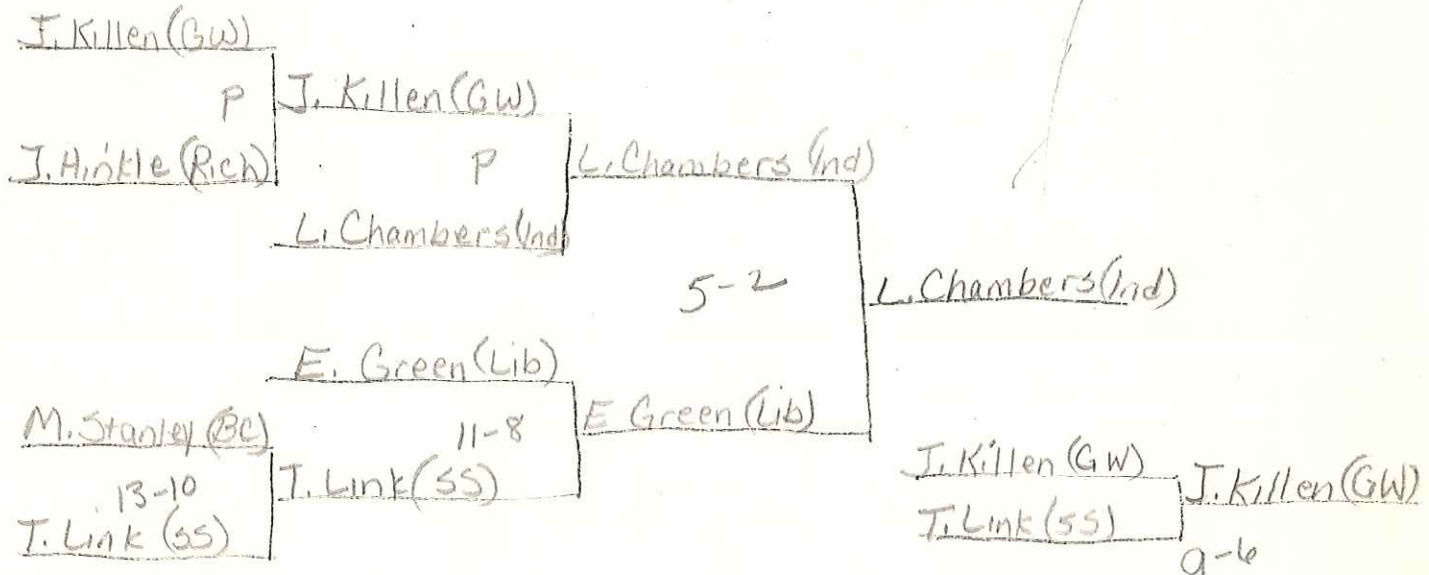 J. Killen (GW)
P
J. Killen (GW)
J. Hinkle (Rich)
P
L. Chambers (Ind)
L. Chambers (Ind)
5-2
L. Chambers (Ind)
E. Green (Lib)
M. Stanley (BC)
11-8
E Green (Lib)
13-10
T. Link (SS)
T. Link (SS)
J. Killen (GW)
J. Killen (GW)
T. Link (SS)
9-6